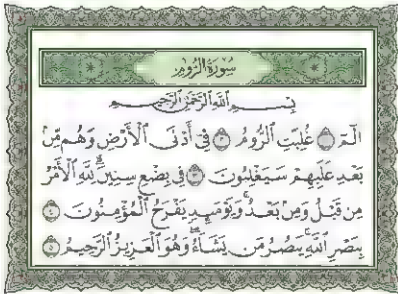 سُورَةُ الرُّومِ
بِسْمِ اللَّهِ الرَّحْمَٰنِ الرَّحِيمِ
الٓمٓ ۝١ غُلِبَتِ الرُّومُ ۝٢ فِىٓ أَدْنَى الْأَرْضِ وَهُم مِّنۢ
بَعْدِ غَلَبِهِمْ سَيَغْلِبُونَ ۝٣ فِى بِضْعِ سِنِينَ ۗ لِلَّهِ الْأَمْرُ
مِن قَبْلُ وَمِنۢ بَعْدُ ۚ وَيَوْمَئِذٍ يَفْرَحُ الْمُؤْمِنُونَ ۝٤
بِنَصْرِ اللَّهِ ۚ يَنصُرُ مَن يَشَآءُ ۖ وَهُوَ الْعَزِيزُ الرَّحِيمُ ۝٥